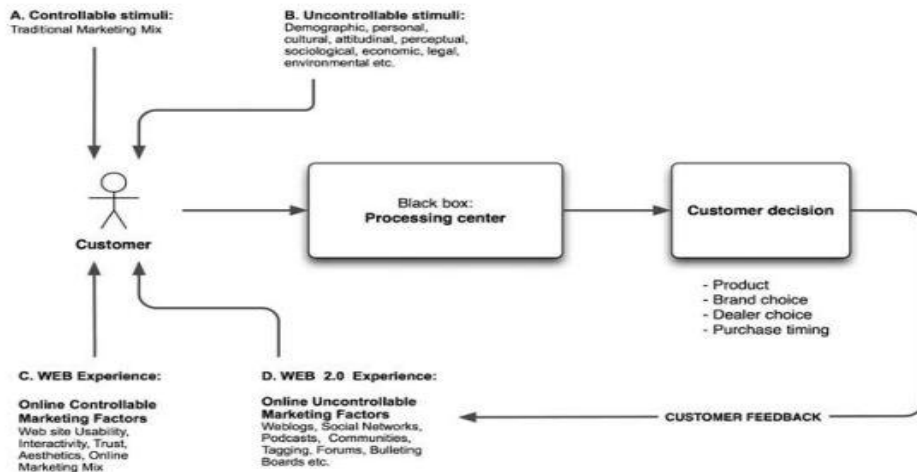 A. Controllable stimuli:
Traditional Marketing Mix
B. Uncontrollable stimuli:
Demographic, personal,
cultural, attitudinal, perceptual,
sociological, economic, legal,
environmental etc.
Customer
Black box:
Processing center
Customer decision
- Product
- Brand choice
- Dealer choice
- Purchase timing
C. WEB Experience:
Online Controllable
Marketing Factors
Web site Usability,
Interactivity, Trust,
Aesthetics, Online
Marketing Mix
D. WEB 2.0 Experience:
Online Uncontrollable
Marketing Factors
Weblogs, Social Networks,
Podcasts, Communities,
Tagging, Forums, Bulleting
Boards etc.
CUSTOMER FEEDBACK